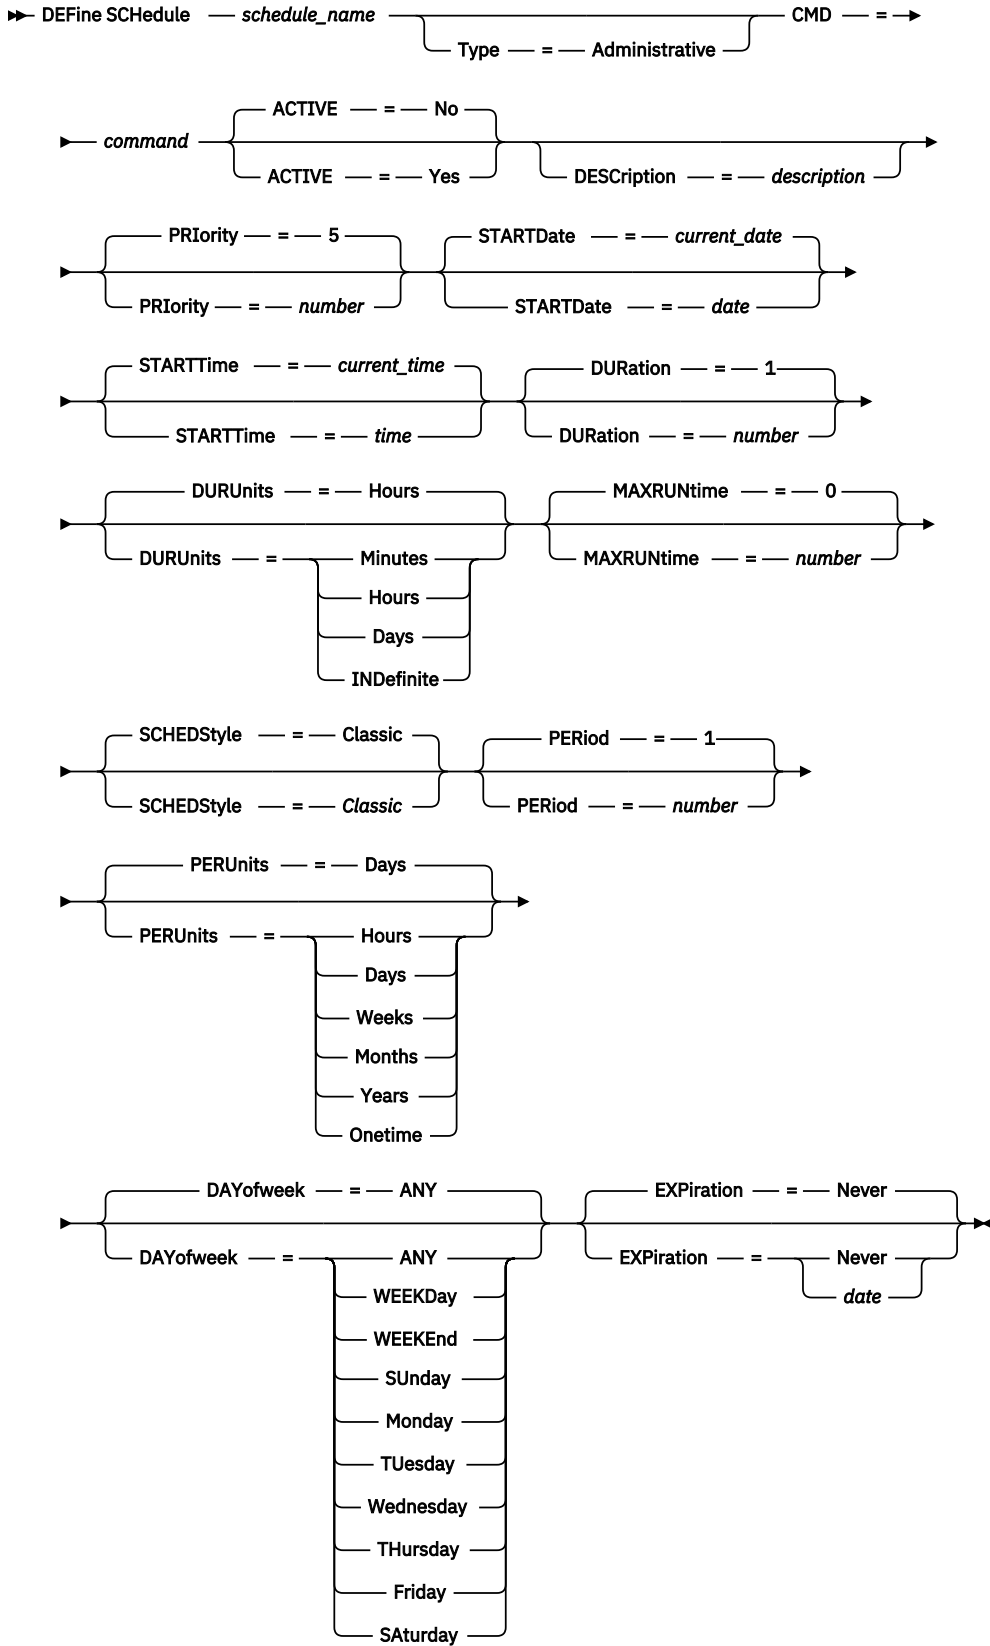 DEFine SCHedule schedule_name CMD =
Type = Administrative
ACTIVE = No
command
ACTIVE = Yes DESCription = description
PRIority = 5 STARTDate = current_date
PRIority = number STARTDate = date
STARTTime = current_time DURation = 1
STARTTime = time DURation = number
DURUnits = Hours MAXRUNtime = 0
DURUnits = Minutes MAXRUNtime = number
Hours
Days
INDefinite
SCHEDStyle = Classic PERiod = 1
SCHEDStyle = Classic PERiod = number
PERUnits = Days
PERUnits = Hours
Days
Weeks
Months
Years
Onetime
DAYofweek = ANY EXPiration = Never
DAYofweek = ANY EXPiration = Never
WEEKDay date
WEEKEnd
SUnday
Monday
TUesday
Wednesday
THursday
Friday
SAturday